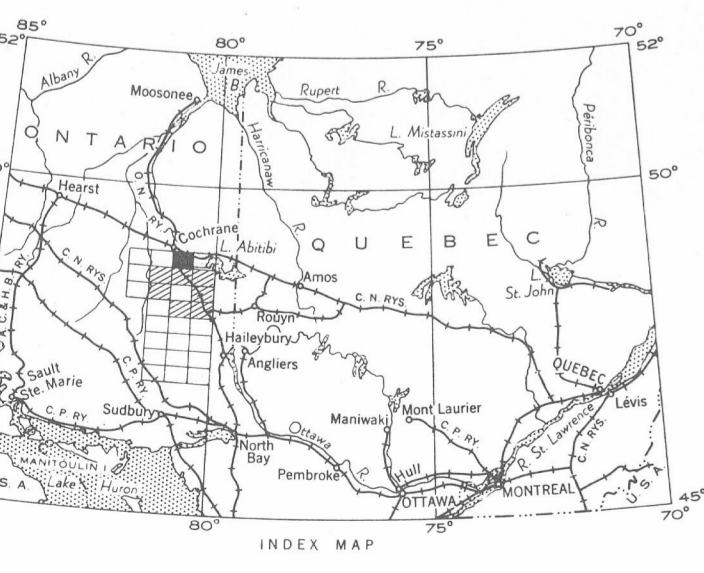 85°
80°
75°
70°
52°
52°
James
B.
Albany R.
Moosonee
Rupert R.
L. Mistassini
Péribonca
R.
ONTARIO
Harricanaw
R.
50°
Hearst
O. N. RY.
Cochrane
L. Abitibi
QUEBEC
C. N. RYS
Amos
C. N. RYS.
L.
St. John
A.C.& H.B. RY.
Rouyn
Haileybury
Angliers
QUEBEC
Lévis
Sault
Ste. Marie
C. P. RY.
C. P. RY.
Sudbury
Maniwaki
Mont Laurier
C. P. RY.
R. St. Lawrence
C. N. RYS.
North
Bay
Ottawa
R.
Pembroke
Hull
OTTAWA
MONTREAL
MANITOULIN I
Lake Huron
S. A.
U. S. A.
45°
80°
75°
70°
INDEX MAP